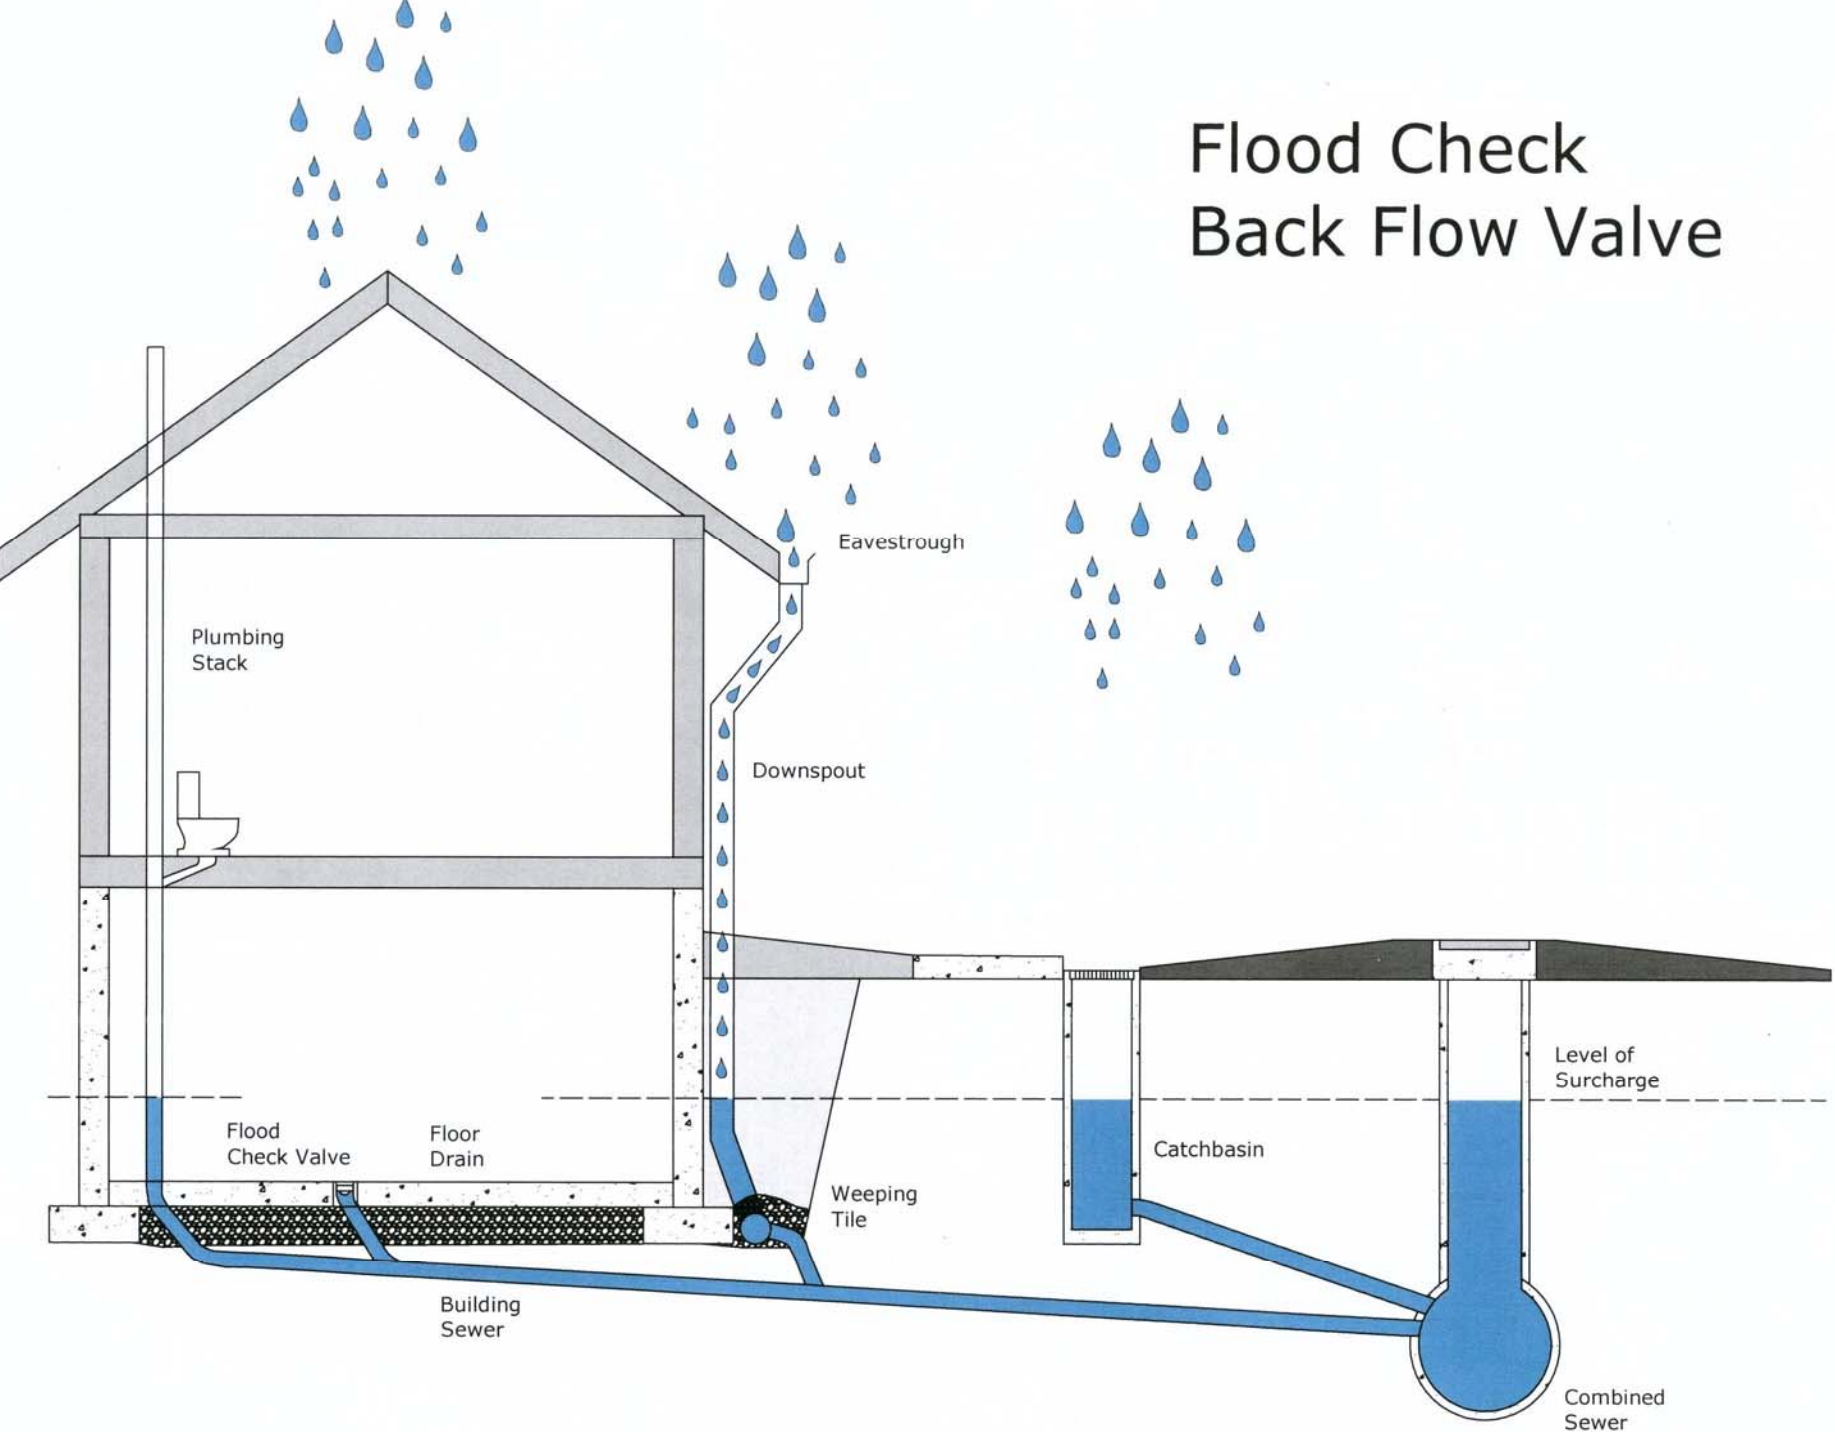 Flood Check
Back Flow Valve
Eavestrough
Plumbing
Stack
Downspout
Level of
Surcharge
Flood
Check Valve
Floor
Drain
Catchbasin
Weeping
Tile
Building
Sewer
Combined
Sewer